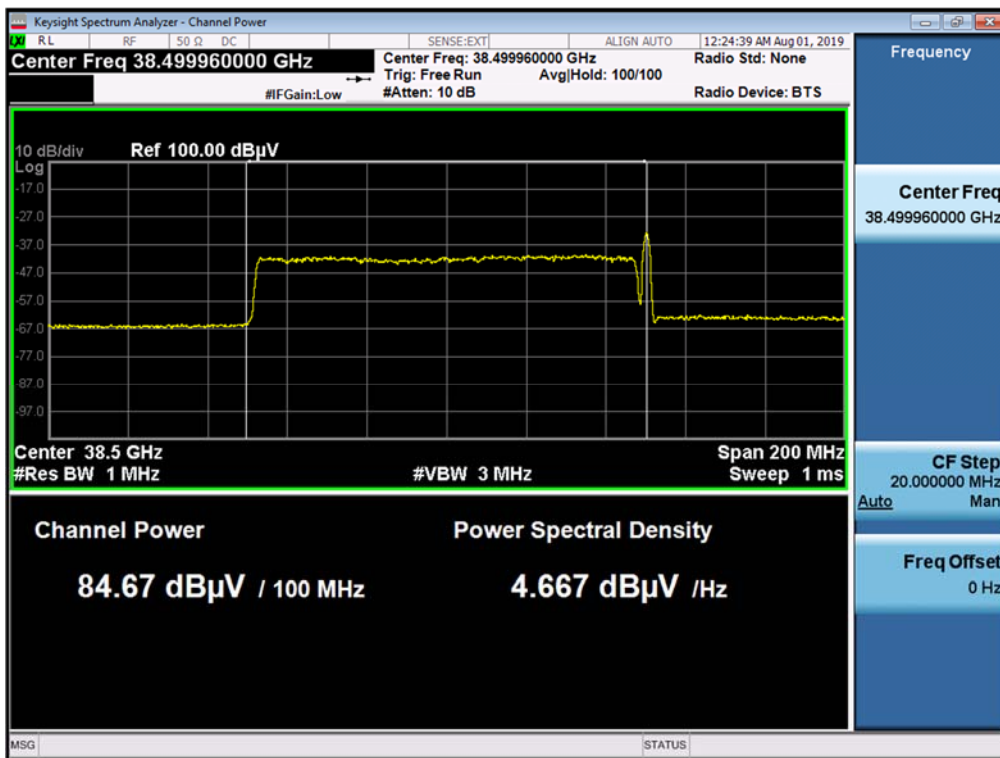 Keysight Spectrum Analyzer - Channel Power
LXI RL RF 50 Ω DC SENSE:EXT ALIGN AUTO 12:24:39 AM Aug 01, 2019
Center Freq 38.499960000 GHz
Center Freq: 38.499960000 GHz Radio Std: None
Trig: Free Run Avg|Hold: 100/100
#IFGain:Low #Atten: 10 dB Radio Device: BTS
10 dB/div Ref 100.00 dBµV
Log
-17.0
-27.0
-37.0
-47.0
-57.0
-67.0
-77.0
-87.0
-97.0
Center 38.5 GHz Span 200 MHz
#Res BW 1 MHz #VBW 3 MHz Sweep 1 ms
Channel Power Power Spectral Density
84.67 dBµV / 100 MHz 4.667 dBµV /Hz
MSG STATUS
Frequency
Center Freq
38.499960000 GHz
CF Step
20.000000 MHz
Auto Man
Freq Offset
0 Hz